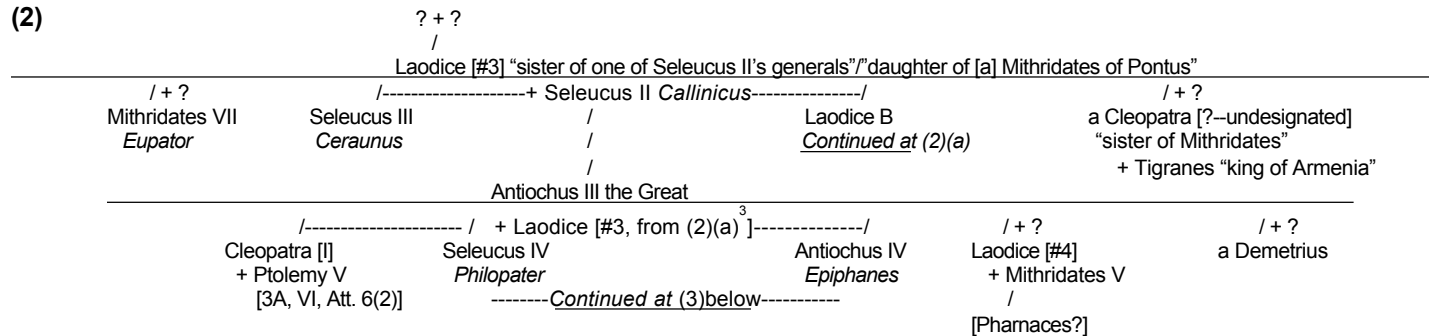 (2)
? + ?
/
Laodice [#3] “sister of one of Seleucus II's generals”/”daughter of [a] Mithridates of Pontus”
/ + ? /---------------------+ Seleucus II Callinicus---------------/ / + ?
Mithridates VII Seleucus III / Laodice B a Cleopatra [?--undesignated]
Eupator Ceraunus / Continued at (2)(a) “sister of Mithridates”
/ + Tigranes “king of Armenia”
Antiochus III the Great
/---------------------- / + Laodice [#3, from (2)(a)3]--------------/ / + ? / + ?
Cleopatra [I] Seleucus IV Antiochus IV Laodice [#4] a Demetrius
+ Ptolemy V Philopater Epiphanes + Mithridates V
[3A, VI, Att. 6(2)] --------Continued at (3)below----------- /
[Pharnaces?]